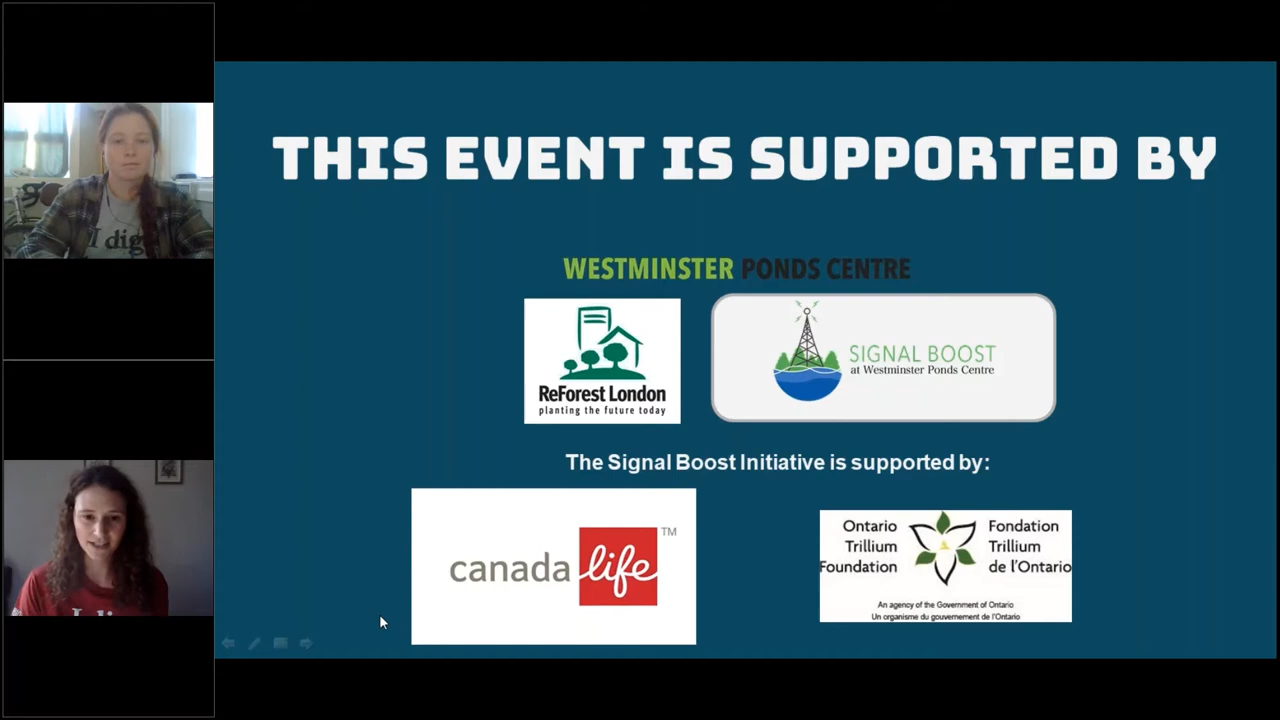 THIS EVENT IS SUPPORTED BY
WESTMINSTER PONDS CENTRE
ReForest London
planting the future today
SIGNAL BOOST
at Westminster Ponds Centre
The Signal Boost Initiative is supported by:
canada life™
Ontario
Trillium
Foundation
Fondation
Trillium
de l'Ontario
An agency of the Government of Ontario
Un organisme du gouvernement de l'Ontario
I dig